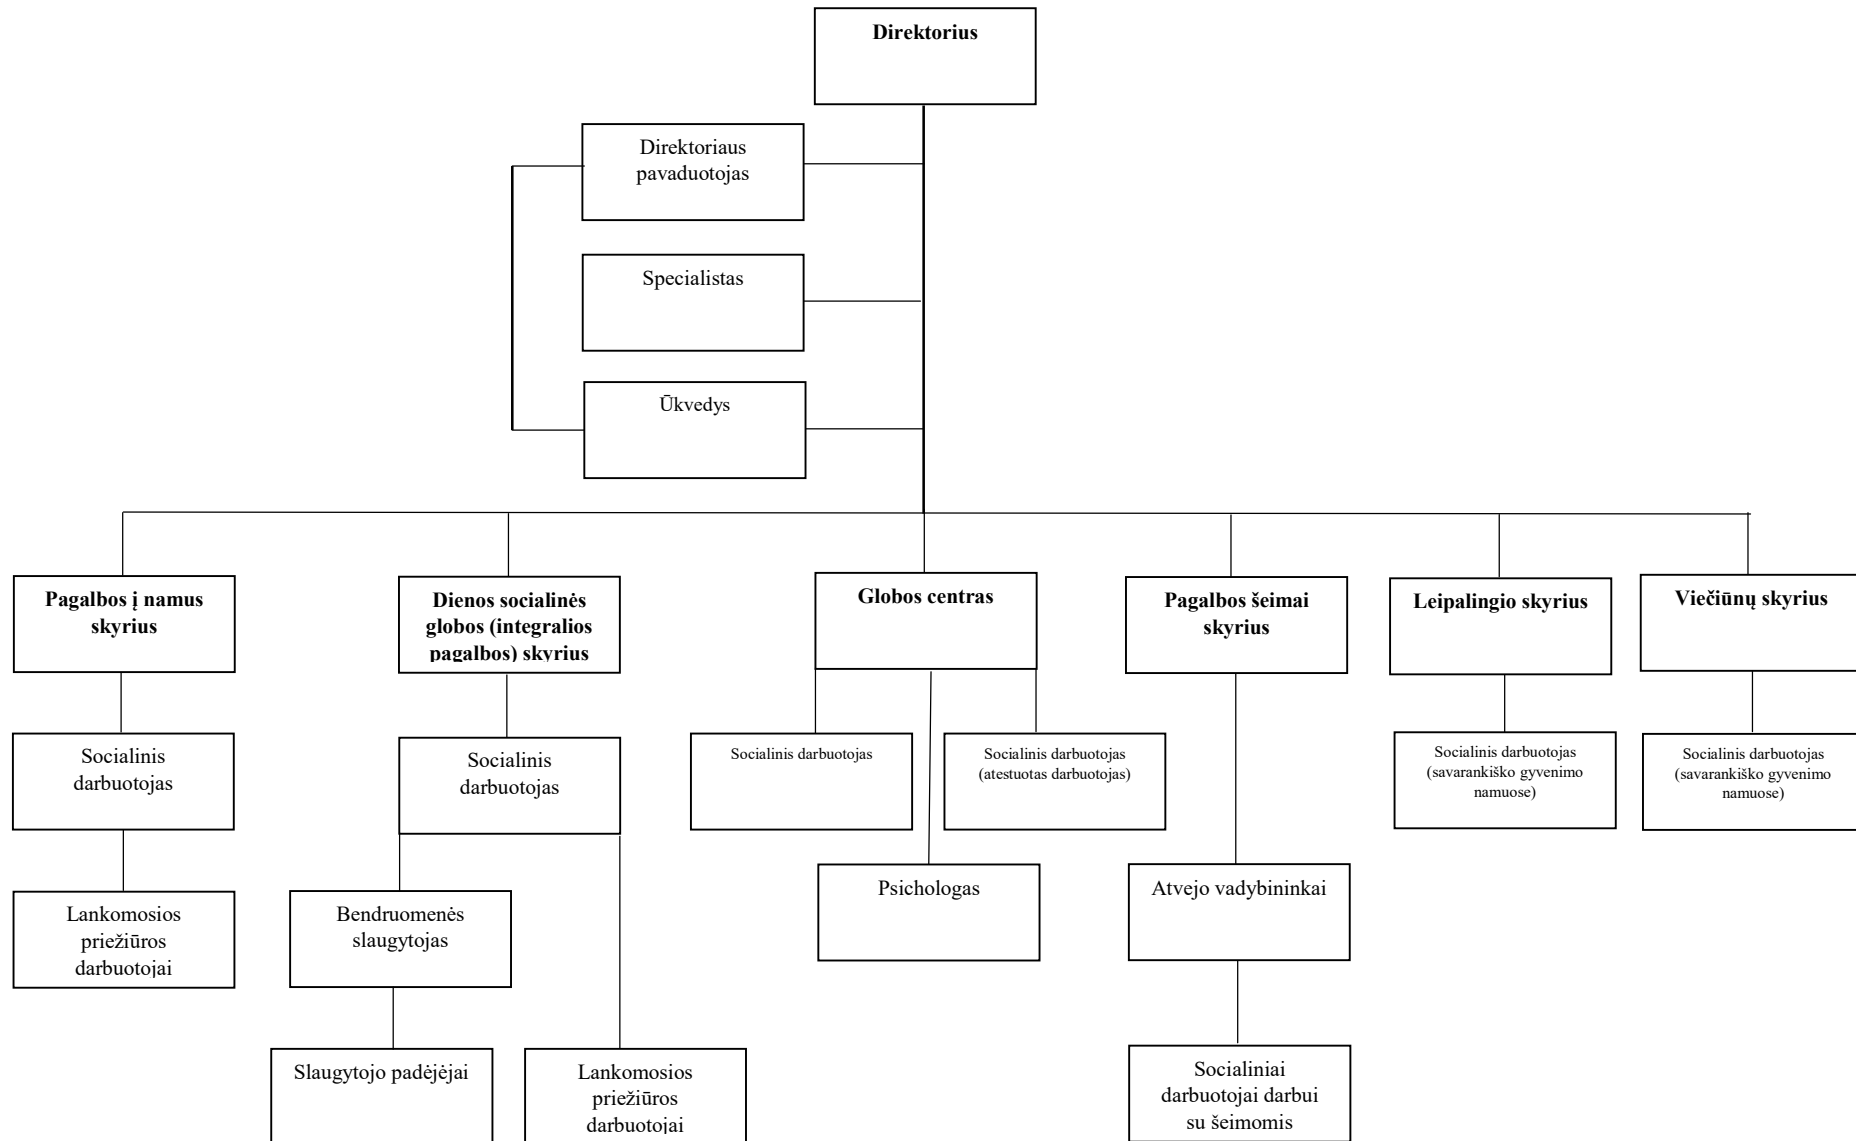 Direktorius
Direktoriaus
pavaduotojas
Specialistas
Ūkvedys
Pagalbos į namus
skyrius
Dienos socialinės
globos (integralios
pagalbos) skyrius
Globos centras
Pagalbos šeimai
skyrius
Leipalingio skyrius
Viečiūnų skyrius
Socialinis
darbuotojas
Socialinis
darbuotojas
Socialinis darbuotojas
Socialinis darbuotojas
(atestuotas darbuotojas)
Socialinis darbuotojas
(savarankiško gyvenimo
namuose)
Socialinis darbuotojas
(savarankiško gyvenimo
namuose)
Lankomosios
priežiūros
darbuotojai
Bendruomenės
slaugytojas
Psichologas
Atvejo vadybininkai
Slaugytojo padėjėjai
Lankomosios
priežiūros
darbuotojai
Socialiniai
darbuotojai darbui
su šeimomis